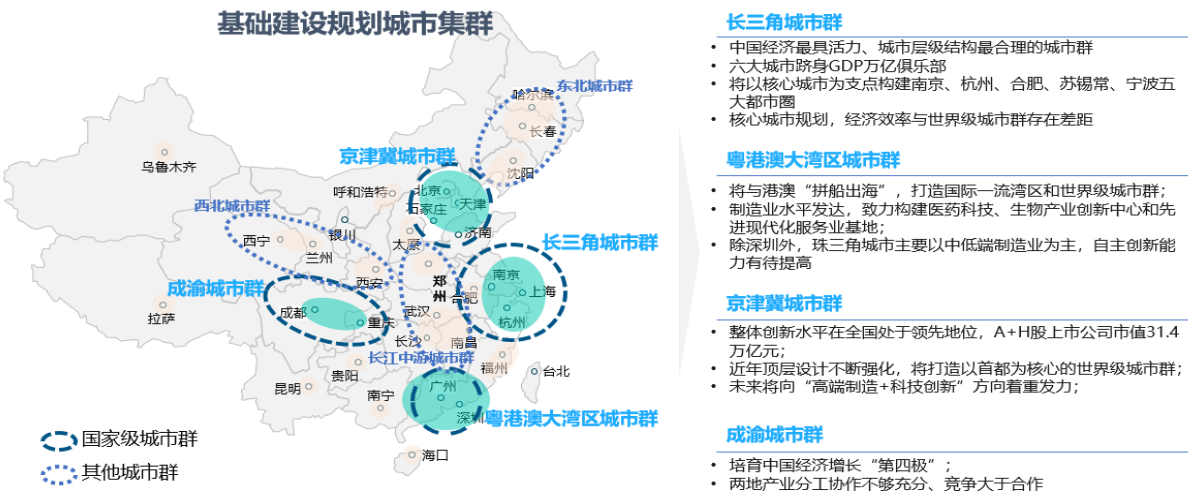 基础建设规划城市集群
东北城市群
哈尔滨
长春
沈阳
乌鲁木齐
京津冀城市群
呼和浩特
北京
天津
石家庄
西北城市群
银川
太原
济南
西宁
兰州
西安
郑州
长三角城市群
南京
上海
合肥
杭州
成渝城市群
成都
重庆
拉萨
武汉
长沙
南昌
长江中游城市群
福州
台北
贵阳
昆明
南宁
广州
深圳
粤港澳大湾区城市群
海口
国家级城市群
其他城市群
长三角城市群
• 中国经济最具活力、城市层级结构最合理的城市群
• 六大城市跻身GDP万亿俱乐部
• 将以核心城市为支点构建南京、杭州、合肥、苏锡常、宁波五
大都市圈
• 核心城市规划，经济效率与世界级城市群存在差距
粤港澳大湾区城市群
• 将与港澳“拼船出海”，打造国际一流湾区和世界级城市群；
• 制造业水平发达，致力构建医药科技、生物产业创新中心和先
进现代化服务业基地；
• 除深圳外，珠三角城市主要以中低端制造业为主，自主创新能
力有待提高
京津冀城市群
• 整体创新水平在全国处于领先地位，A+H股上市公司市值31.4
万亿元；
• 近年顶层设计不断强化，将打造以首都为核心的世界级城市群；
• 未来将向“高端制造+科技创新”方向着重发力；
成渝城市群
• 培育中国经济增长“第四极”；
• 两地产业分工协作不够充分、竞争大于合作